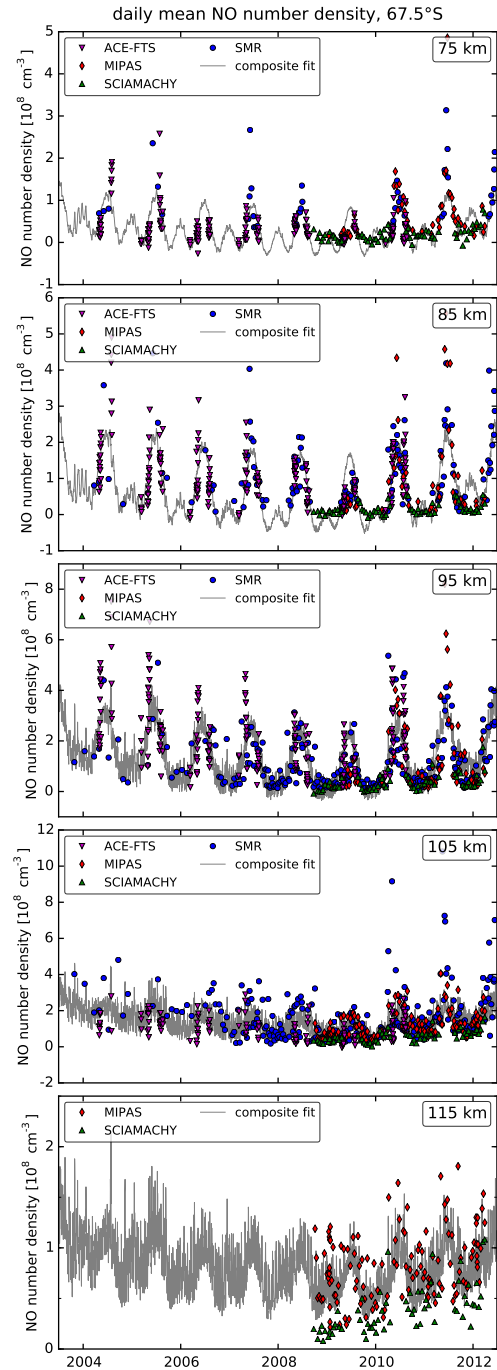 daily mean NO number density, 67.5°S
NO number density [10⁸ cm⁻³]
5
4
3
2
1
0
-1
ACE-FTS
MIPAS
SCIAMACHY
SMR
composite fit
75 km
NO number density [10⁸ cm⁻³]
6
5
4
3
2
1
0
-1
ACE-FTS
MIPAS
SCIAMACHY
SMR
composite fit
85 km
NO number density [10⁸ cm⁻³]
8
6
4
2
0
ACE-FTS
MIPAS
SCIAMACHY
SMR
composite fit
95 km
NO number density [10⁸ cm⁻³]
12
10
8
6
4
2
0
-2
ACE-FTS
MIPAS
SCIAMACHY
SMR
composite fit
105 km
NO number density [10⁸ cm⁻³]
2
1
0
MIPAS
SCIAMACHY
composite fit
115 km
2004 2006 2008 2010 2012